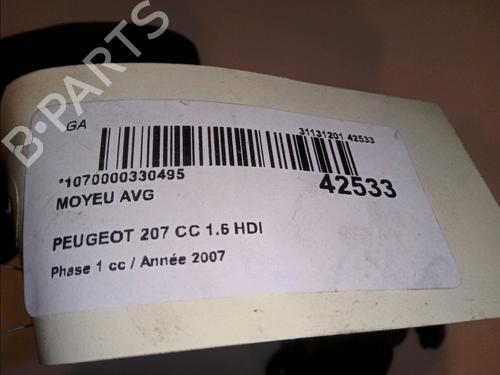 B-PARTS
GA
31131201 42533
*1070000330495
42533
MOYEU AVG
PEUGEOT 207 CC 1.6 HDI
Phase 1 cc / Année 2007